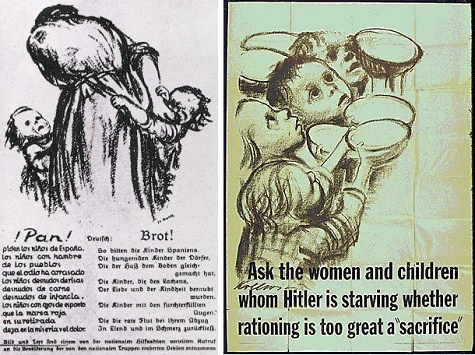 ! Pan !
piden los niños de España.
los niños con hambre
de los pueblos
que el odio ha arrasado
los niños desnudos de risas
desnudos de carne
desnudos de infancia..
los niños con ojos de espanto
que la marea roja
en su retirada
deja en la miseria y el dolor.
Deutsch: Brot!
So bitten die Kinder Spaniens.
Die hungernden Kinder der Dörfer,
Die der Haß dem Boden gleich-
gemacht hat,
Die Kinder, die des Lachens,
Der Liebe und der Kindheit beraubt
wurden.
Die Kinder mit den furchterfüllten
Augen,
Die die rote Flut bei ihrem Abzug
In Elend und im Schmerz zurückließ.
Bild und Text sind einem von der nationalen Hilfsaktion verteilten Aufruf
an die Bevölkerung der von den nationalen Truppen eroberten Gebiete entnommen.
Ask the women and children
whom Hitler is starving whether
rationing is too great a "sacrifice"